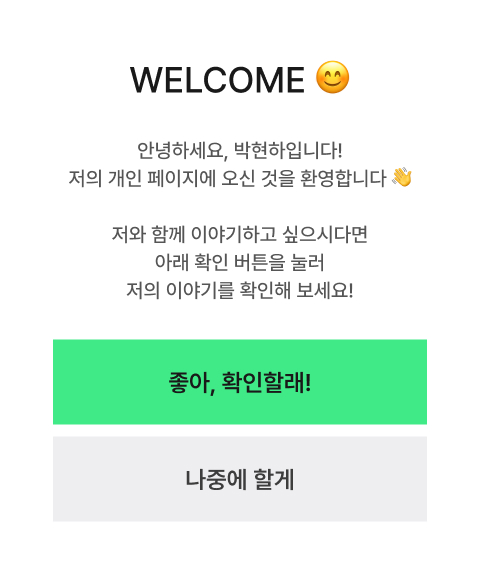 WELCOME 😊
안녕하세요, 박현하입니다!
저의 개인 페이지에 오신 것을 환영합니다 👋
저와 함께 이야기하고 싶으시다면
아래 확인 버튼을 눌러
저의 이야기를 확인해 보세요!
좋아, 확인할래!
나중에 할게